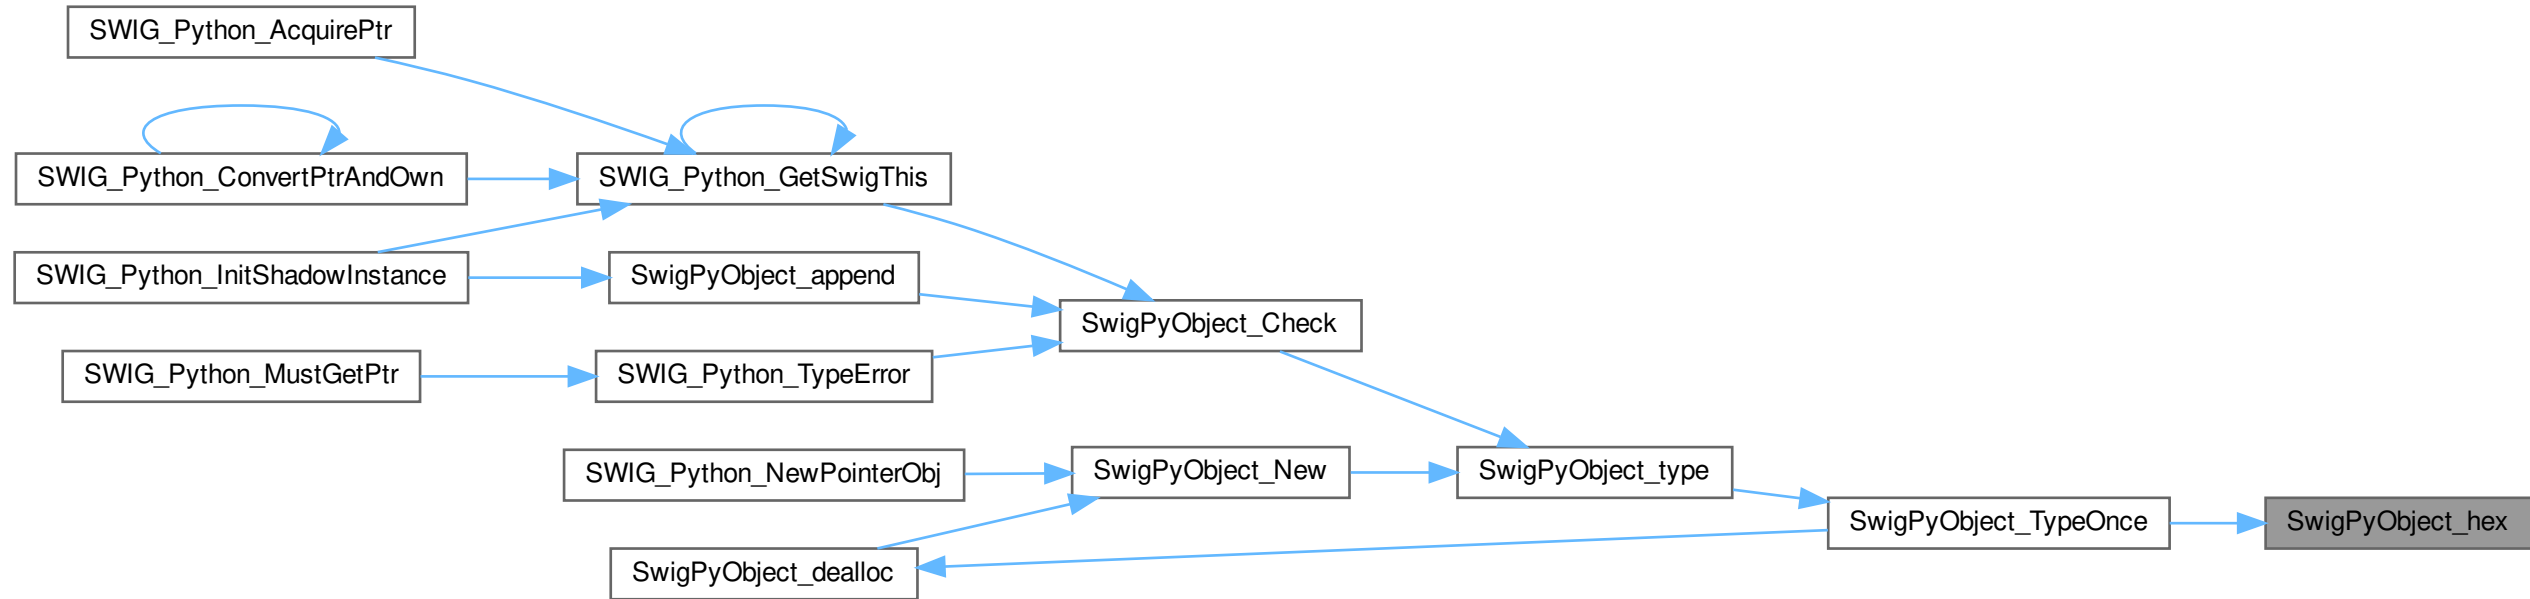 SWIG_Python_AcquirePtr
SWIG_Python_ConvertPtrAndOwn
SWIG_Python_GetSwigThis
SWIG_Python_InitShadowInstance
SwigPyObject_append
SwigPyObject_Check
SWIG_Python_MustGetPtr
SWIG_Python_TypeError
SWIG_Python_NewPointerObj
SwigPyObject_New
SwigPyObject_type
SwigPyObject_TypeOnce
SwigPyObject_hex
SwigPyObject_dealloc